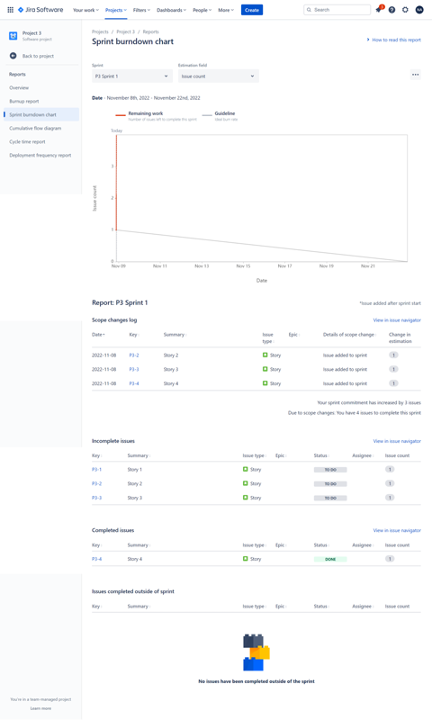 Jira Software
Your work
Projects
Filters
Dashboards
People
More
Create
Search
Project 3
Software project
Back to project
Reports
Overview
Burnup report
Sprint burndown chart
Cumulative flow diagram
Cycle time report
Deployment frequency report
You're in a team-managed project
Learn more
Projects / Project 3 / Reports
Sprint burndown chart
How to read this report
Sprint
Estimation field
P3 Sprint 1
Issue count
Date - November 8th, 2022 - November 22nd, 2022
Remaining work
Guideline
Number of issues left to complete the sprint
Ideal burn rate
Today
3
2
1
0
Issue count
Nov 09 Nov 11 Nov 13 Nov 15 Nov 17 Nov 19 Nov 21
Date
Report: P3 Sprint 1
*Issue added after sprint start
Scope changes log
View in issue navigator
Date Key Summary Issue type Epic Details of scope change Change in estimation
2022-11-08 P3-2 Story 2 Story Issue added to sprint 1
2022-11-08 P3-3 Story 3 Story Issue added to sprint 1
2022-11-08 P3-4 Story 4 Story Issue added to sprint 1
Your sprint commitment has increased by 3 issues
Due to scope changes: You have 4 issues to complete this sprint
Incomplete issues
View in issue navigator
Key Summary Issue type Epic Status Assignee Issue count
P3-1 Story 1 Story TO DO 1
P3-2 Story 2 Story TO DO 1
P3-3 Story 3 Story TO DO 1
Completed issues
View in issue navigator
Key Summary Issue type Epic Status Assignee Issue count
P3-4 Story 4 Story DONE 1
Issues completed outside of sprint
Key Summary Issue type Epic Status Assignee Issue count
No issues have been completed outside of the sprint